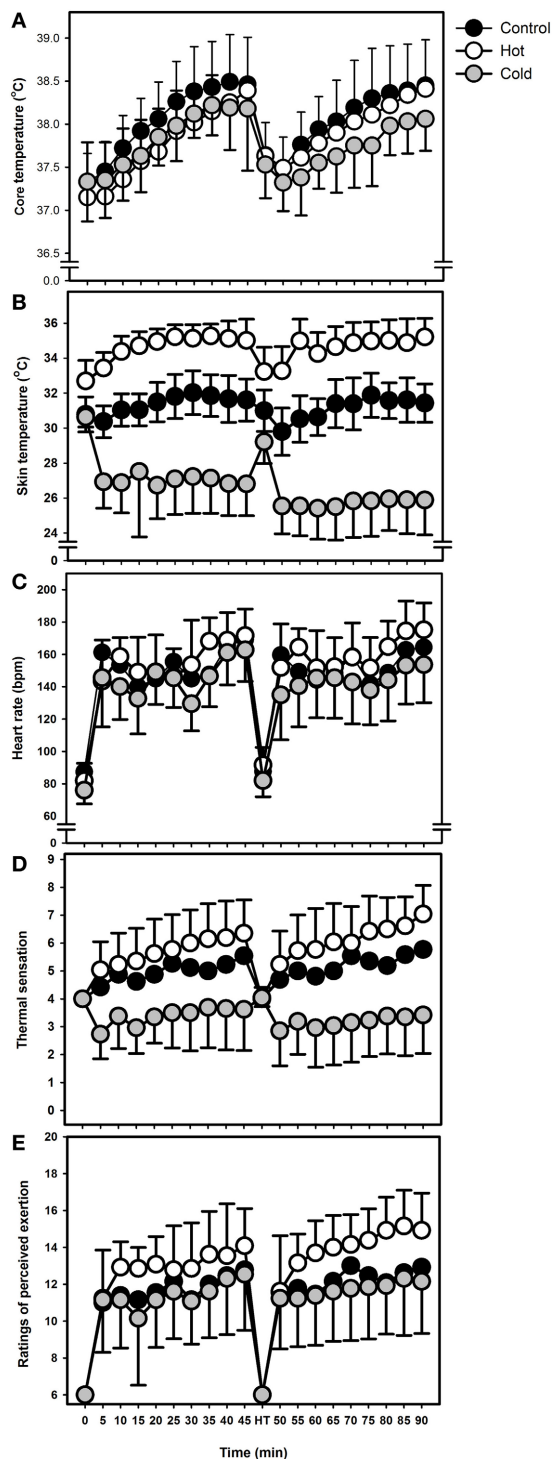 A
Control
Hot
Cold
Core temperature (°C)
39.0
38.5
38.0
37.5
37.0
36.5
0.0
B
Skin temperature (°C)
36
34
32
30
28
26
24
0
C
Heart rate (bpm)
200
180
160
140
120
100
80
60
0
D
Thermal sensation
9
8
7
6
5
4
3
2
1
0
E
Ratings of perceived exertion
20
18
16
14
12
10
8
6
0 5 10 15 20 25 30 35 40 45 HT 50 55 60 65 70 75 80 85 90
Time (min)